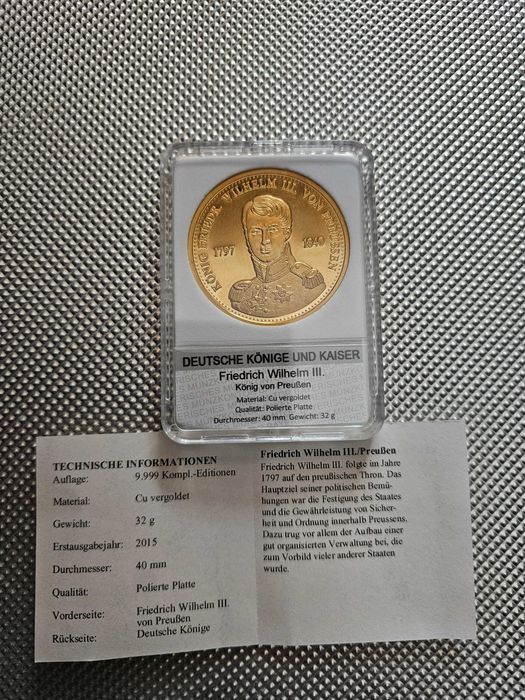 KÖNIG FRIEDR. WILHELM III. VON PREUSSEN
1797 1840
DEUTSCHE KÖNIGE UND KAISER
Friedrich Wilhelm III.
König von Preußen
Material: Cu vergoldet
Qualität: Polierte Platte
Durchmesser: 40 mm Gewicht: 32 g
TECHNISCHE INFORMATIONEN
Auflage: 9.999 Kompl.-Editionen
Material: Cu vergoldet
Gewicht: 32 g
Erstausgabejahr: 2015
Durchmesser: 40 mm
Qualität: Polierte Platte
Vorderseite: Friedrich Wilhelm III.
von Preußen
Rückseite: Deutsche Könige
Friedrich Wilhelm III./Preußen
Friedrich Wilhelm III. folgte im Jahre
1797 auf den preußischen Thron. Das
Hauptziel seiner politischen Bemü-
hungen war die Festigung des Staates
und die Gewährleistung von Sicher-
heit und Ordnung innerhalb Preussens.
Dazu trug vor allem der Aufbau einer
gut organisierten Verwaltung bei, die
zum Vorbild vieler anderer Staaten
wurde.